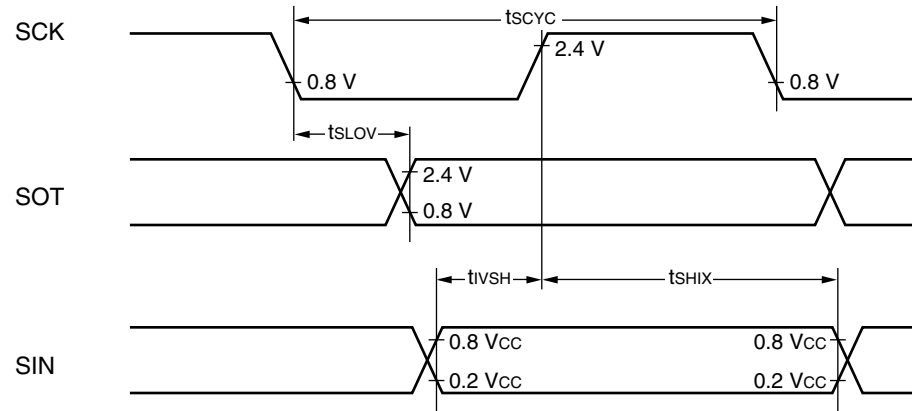 tSCYC
SCK
2.4 V
0.8 V
0.8 V
tSLOV
SOT
2.4 V
0.8 V
tIVSH
tSHIX
SIN
0.8 VCC
0.8 VCC
0.2 VCC
0.2 VCC